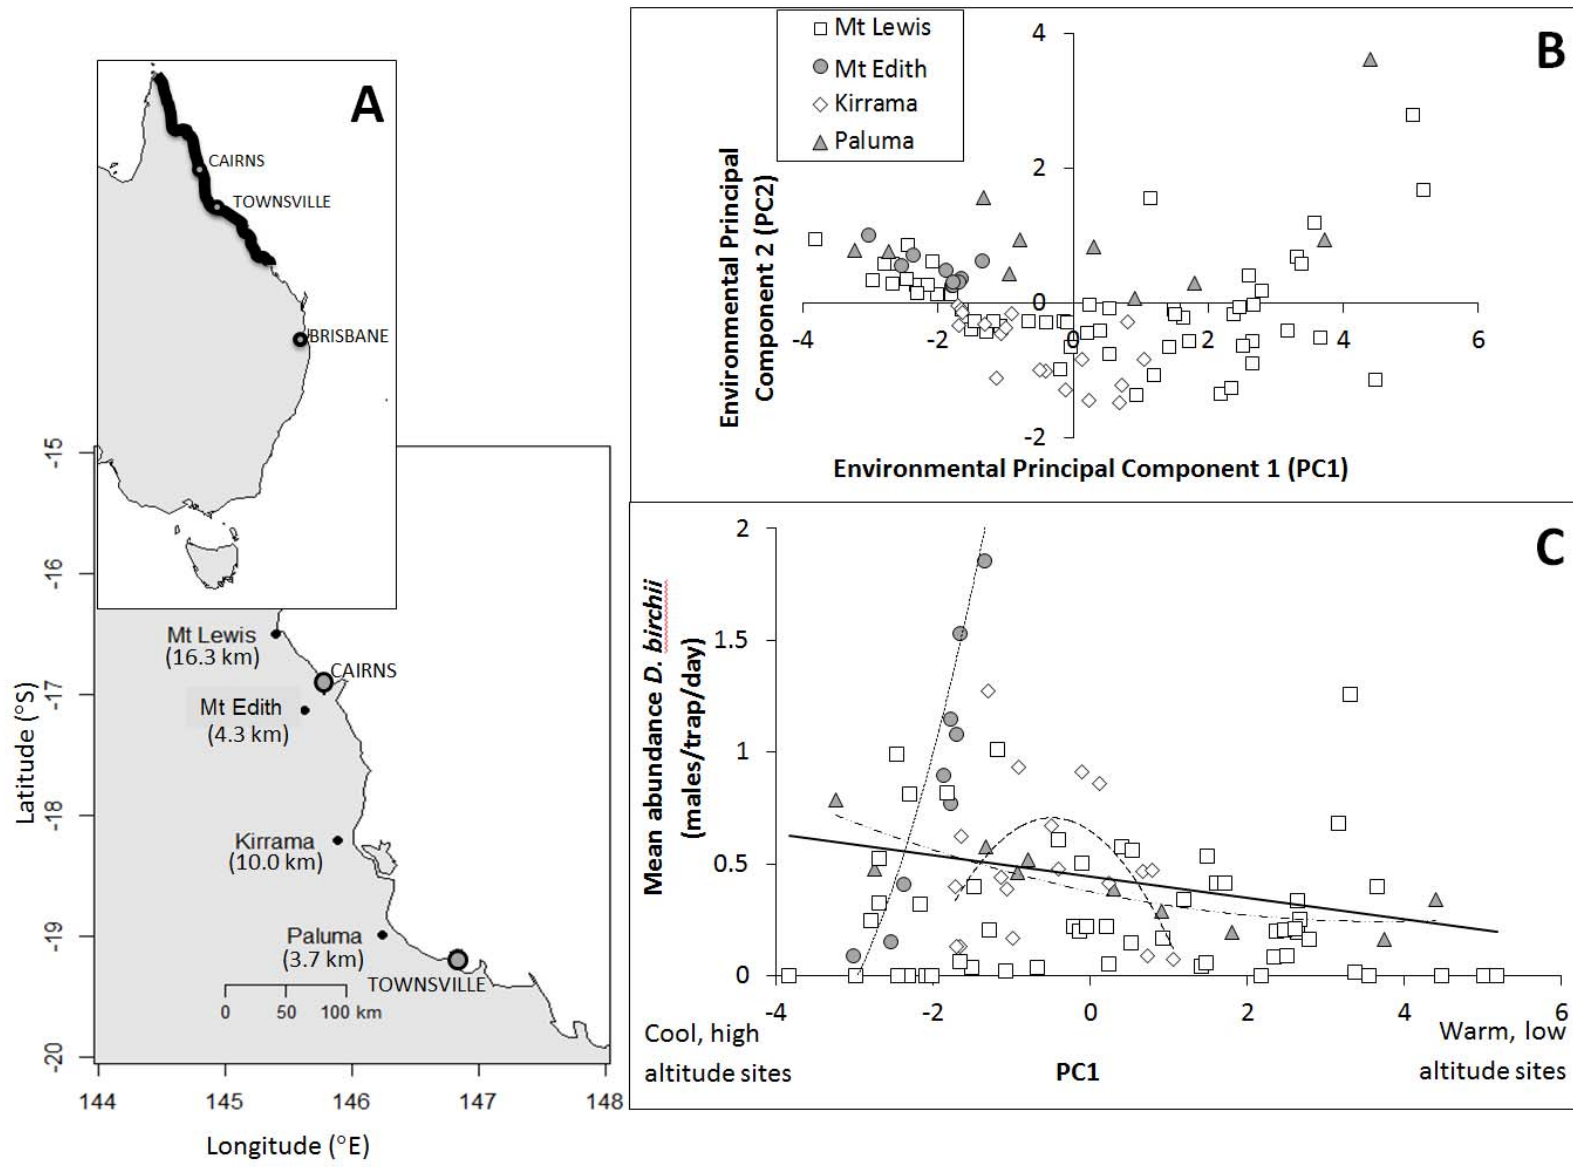 A
CAIRNS
TOWNSVILLE
BRISBANE
-15
-16
-17
-18
-19
-20
Latitude (°S)
Mt Lewis
(16.3 km)
CAIRNS
Mt Edith
(4.3 km)
Kirrama
(10.0 km)
Paluma
(3.7 km)
TOWNSVILLE
0 50 100 km
144 145 146 147 148
Longitude (°E)
Mt Lewis
Mt Edith
Kirrama
Paluma
B
4
2
0
-2
-4 -2 0 2 4 6
Environmental Principal
Component 2 (PC2)
Environmental Principal Component 1 (PC1)
C
2
1.5
1
0.5
0
Mean abundance D. birchii
(males/trap/day)
-4 -2 0 2 4 6
Cool, high
altitude sites
PC1
Warm, low
altitude sites